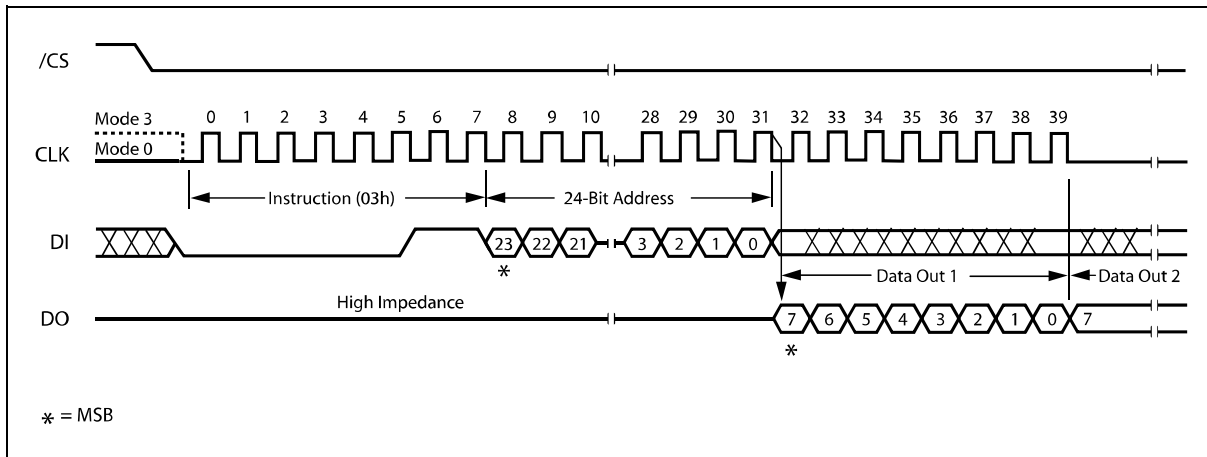 /CS
Mode 3
0 1 2 3 4 5 6 7 8 9 10 28 29 30 31 32 33 34 35 36 37 38 39
CLK
Mode 0
Instruction (03h)
24-Bit Address
DI
23 22 21 3 2 1 0
*
Data Out 1
Data Out 2
High Impedance
DO
7 6 5 4 3 2 1 0 7
*
* = MSB